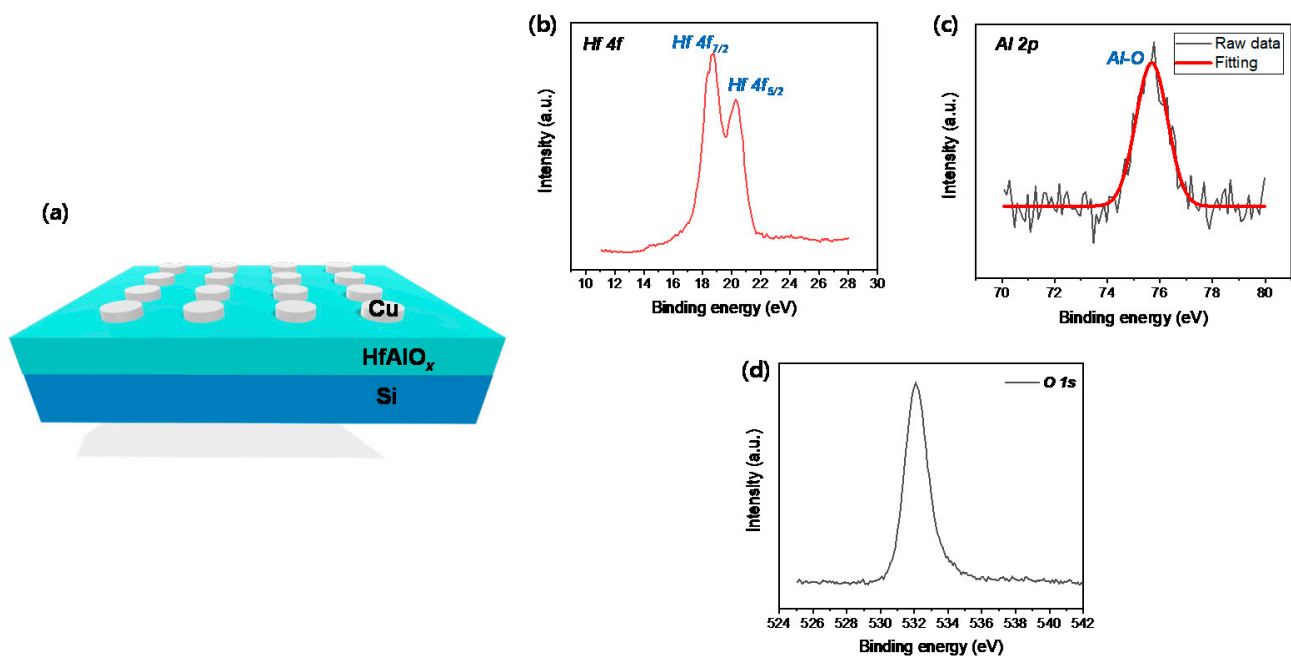 (a)
Cu
HfAlOₓ
Si
(b)
Hf 4f
Hf 4f₇/₂
Hf 4f₅/₂
Intensity (a.u.)
10 12 14 16 18 20 22 24 26 28 30
Binding energy (eV)
(c)
Al 2p
Al-O
Raw data
Fitting
Intensity (a.u.)
70 72 74 76 78 80
Binding energy (eV)
(d)
O 1s
Intensity (a.u.)
524 526 528 530 532 534 536 538 540 542
Binding energy (eV)